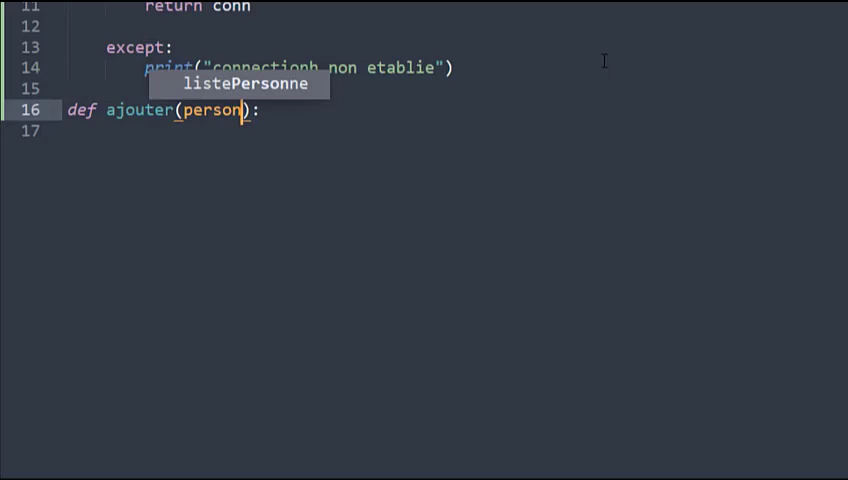 11 return conn
12
13 except:
14 print("connectionh non etablie")
listePersonne
15
16 def ajouter(person):
17